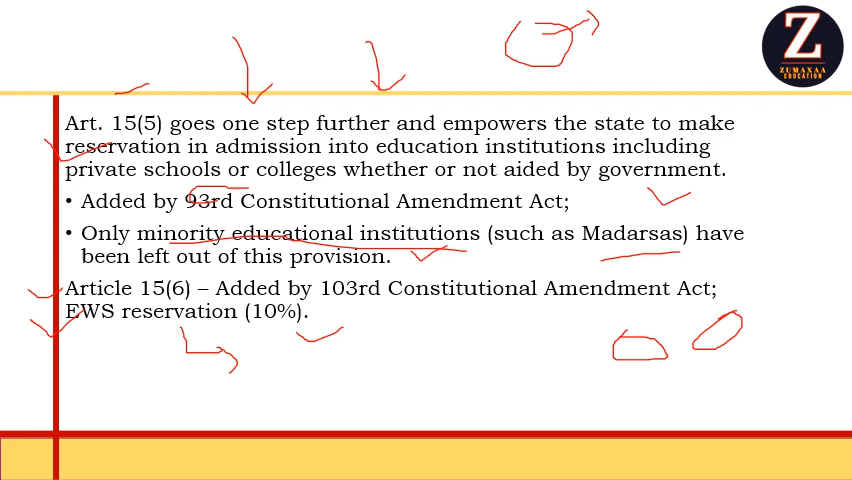 Z
ZUMAXAA
EDUCATION
Art. 15(5) goes one step further and empowers the state to make
reservation in admission into education institutions including
private schools or colleges whether or not aided by government.
• Added by 93rd Constitutional Amendment Act;
• Only minority educational institutions (such as Madarsas) have
been left out of this provision.
Article 15(6) – Added by 103rd Constitutional Amendment Act;
EWS reservation (10%).